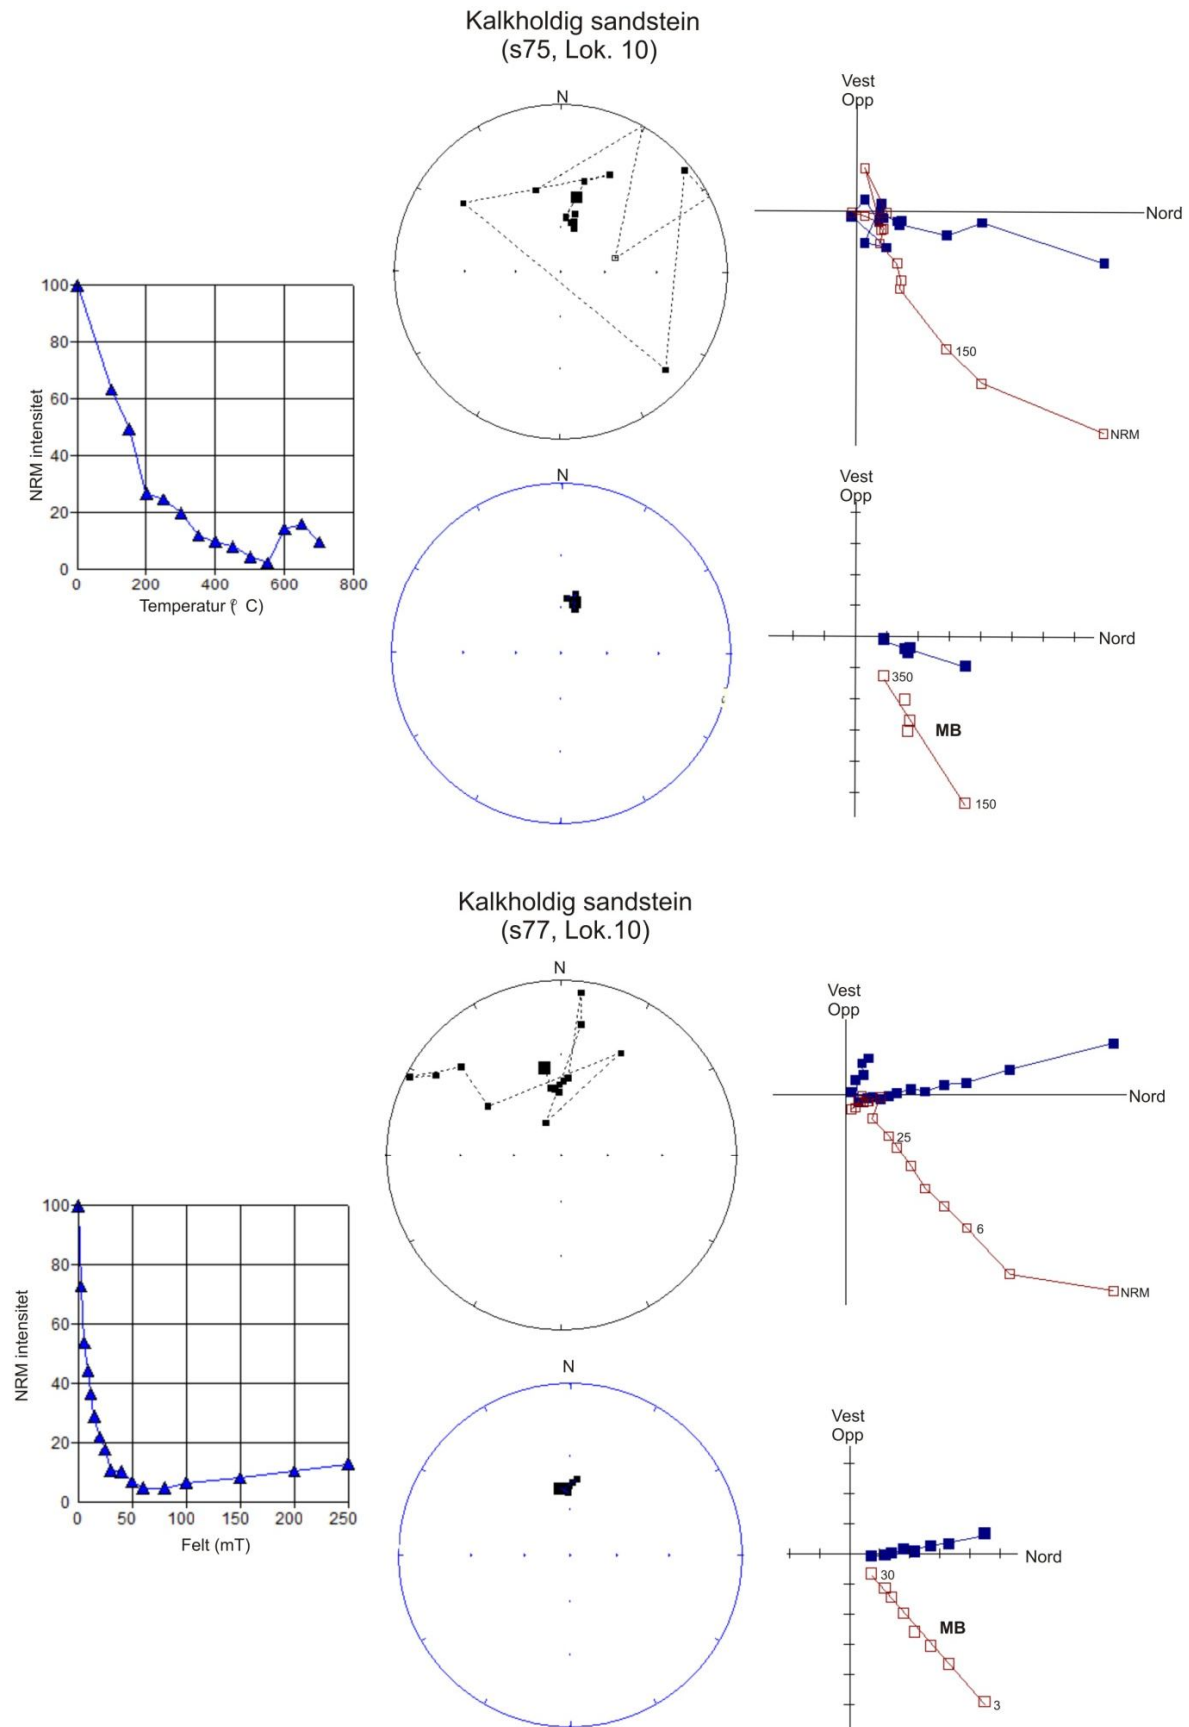 Kalkholdig sandstein
(s75, Lok. 10)
N
Vest
Opp
Nord
150
NRM
NRM intensitet
100
80
60
40
20
0
0 200 400 600 800
Temperatur (° C)
N
Vest
Opp
Nord
350
MB
150
Kalkholdig sandstein
(s77, Lok.10)
N
Vest
Opp
Nord
25
6
NRM
NRM intensitet
100
80
60
40
20
0
0 50 100 150 200 250
Felt (mT)
N
Vest
Opp
Nord
30
MB
3